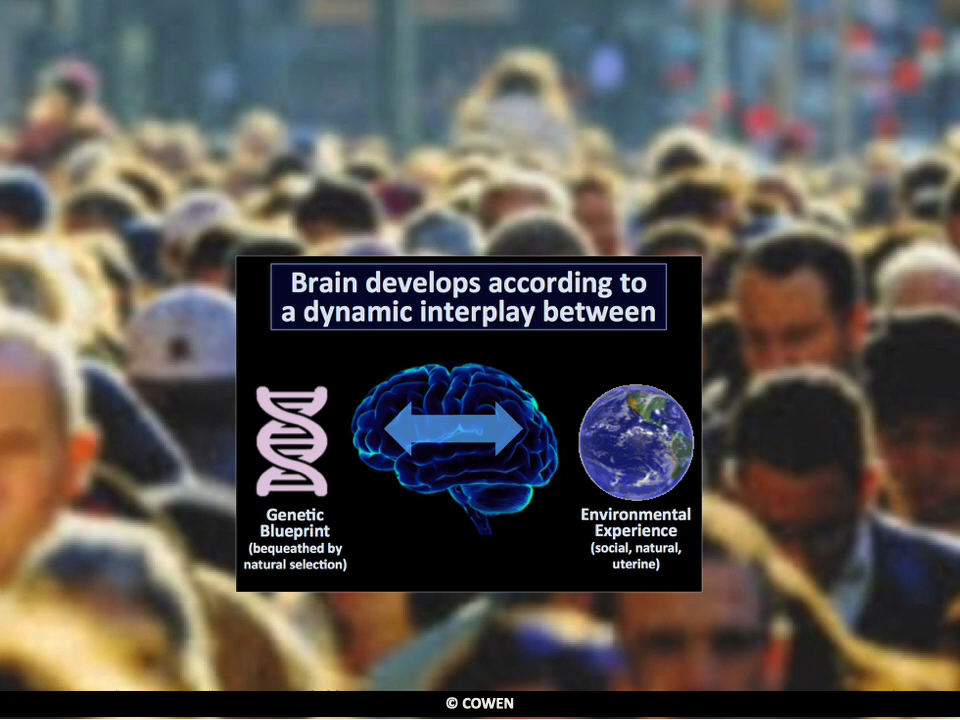 Brain develops according to
a dynamic interplay between
Genetic
Blueprint
(bequeathed by
natural selection)
Environmental
Experience
(social, natural,
uterine)
© COWEN